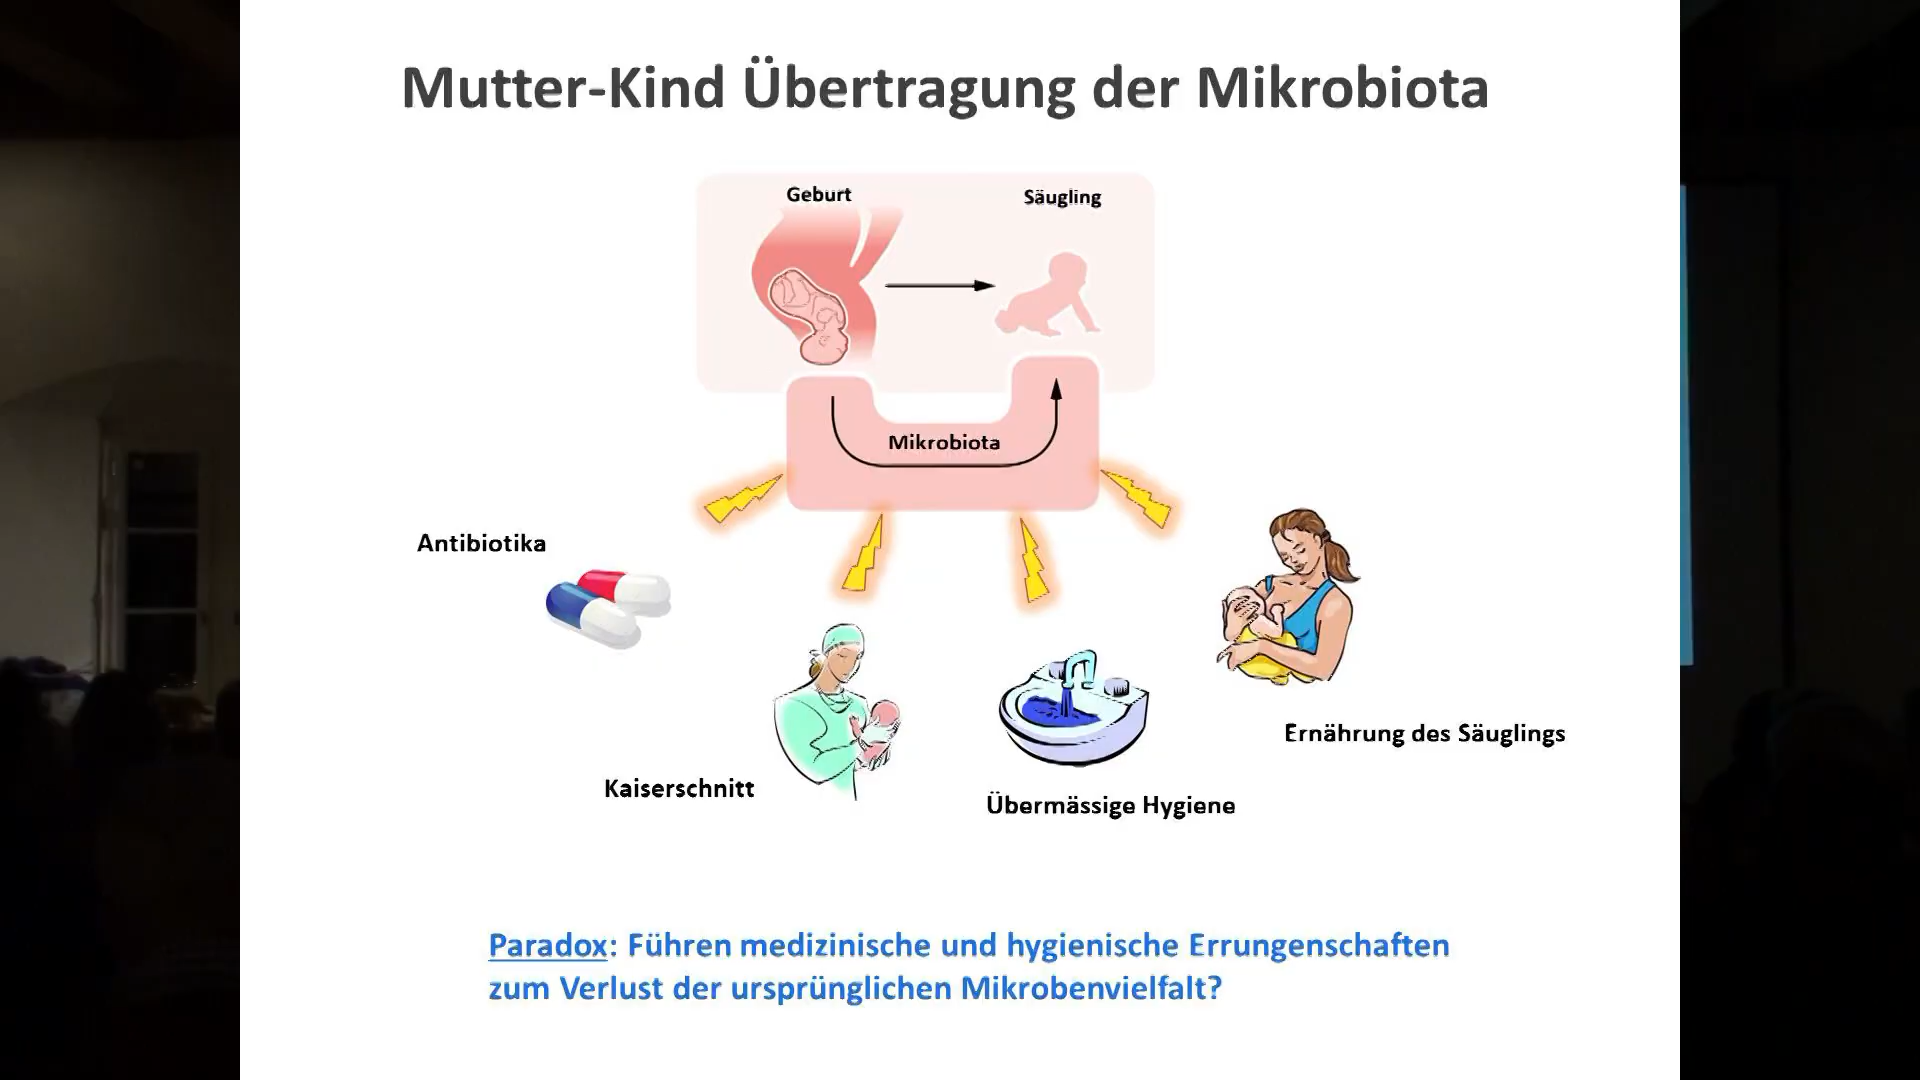 Mutter-Kind Übertragung der Mikrobiota
Geburt
Säugling
Mikrobiota
Antibiotika
Kaiserschnitt
Übermässige Hygiene
Ernährung des Säuglings
Paradox: Führen medizinische und hygienische Errungenschaften
zum Verlust der ursprünglichen Mikrobenvielfalt?